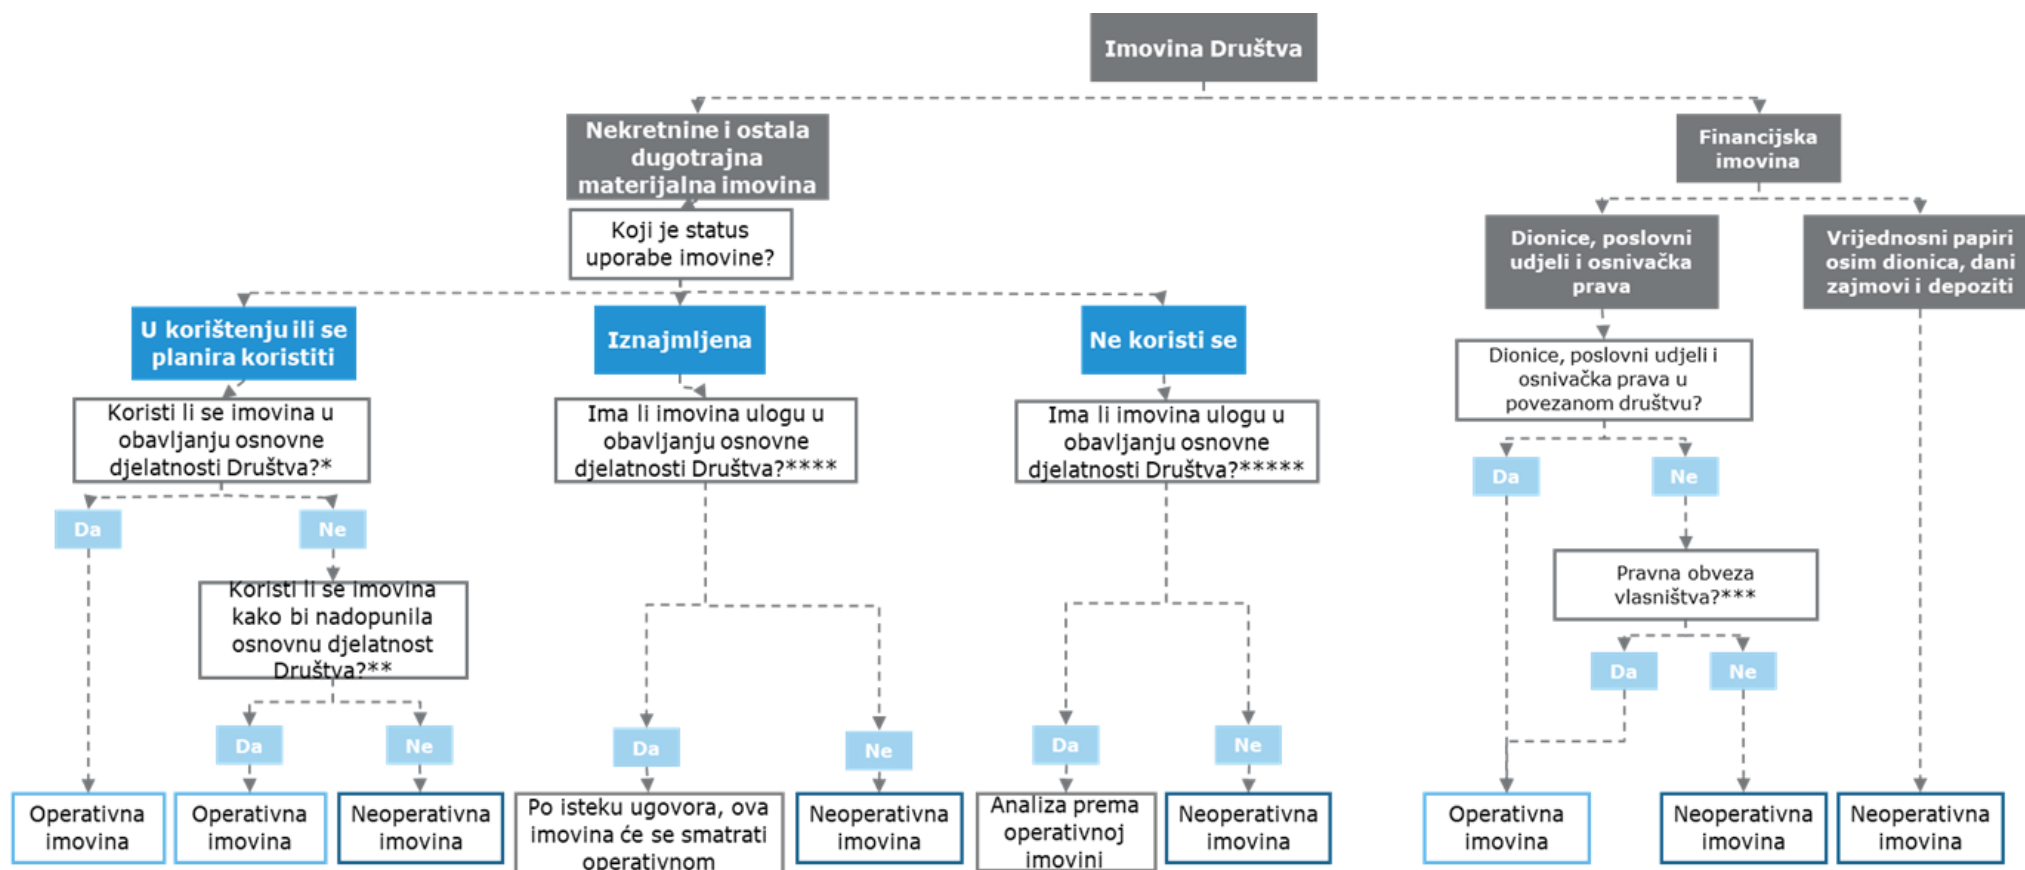 Imovina Društva
Nekretnine i ostala
dugotrajna
materijalna imovina
Financijska
imovina
Koji je status
uporabe imovine?
Dionice, poslovni
udjeli i osnivačka
prava
Vrijednosni papiri
osim dionica, dani
zajmovi i depoziti
U korištenju ili se
planira koristiti
Iznajmljena
Ne koristi se
Dionice, poslovni udjeli i
osnivačka prava u
povezanom društvu?
Koristi li se imovina u
obavljanju osnovne
djelatnosti Društva?*
Ima li imovina ulogu u
obavljanju osnovne
djelatnosti Društva?****
Ima li imovina ulogu u
obavljanju osnovne
djelatnosti Društva?*****
Da
Ne
Da
Ne
Pravna obveza
vlasništva?***
Koristi li se imovina
kako bi nadopunila
osnovnu djelatnost
Društva?**
Da
Ne
Da
Ne
Da
Ne
Da
Ne
Operativna
imovina
Operativna
imovina
Neoperativna
imovina
Po isteku ugovora, ova
imovina će se smatrati
operativnom
Neoperativna
imovina
Analiza prema
operativnoj
imovini
Neoperativna
imovina
Operativna
imovina
Neoperativna
imovina
Neoperativna
imovina